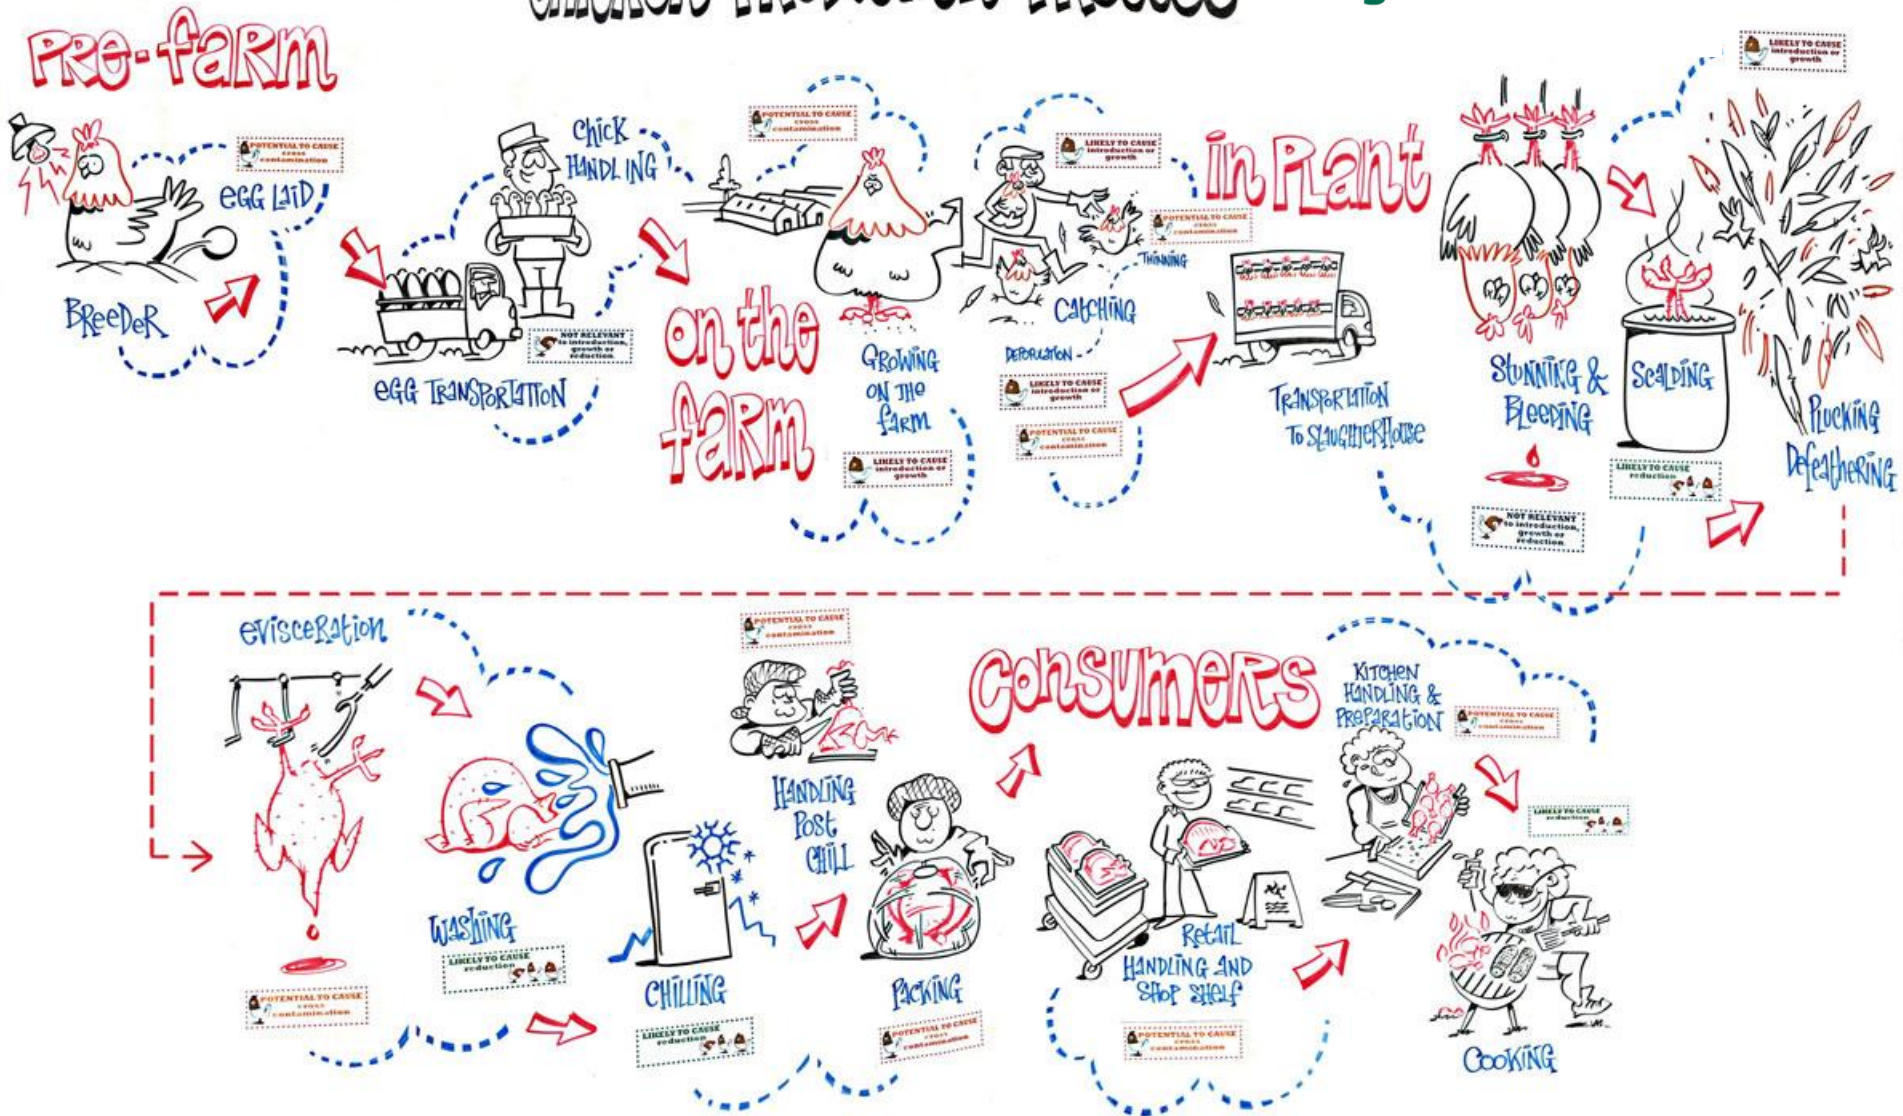 CHICKEN PRODUCTION PROCESS
PRE-FARM
BREEDER
EGG LAID
POTENTIAL TO CAUSE
cross
contamination
EGG TRANSPORTATION
CHICK
HANDLING
NOT RELEVANT
to introduction,
growth or
reduction.
on the
farm
POTENTIAL TO CAUSE
cross
contamination
GROWING
ON THE
farm
LIKELY TO CAUSE
introduction or
growth
LIKELY TO CAUSE
introduction or
growth
CATCHING
THINNING
DEPOPULATION
LIKELY TO CAUSE
introduction or
growth
POTENTIAL TO CAUSE
cross
contamination
in PLant
POTENTIAL TO CAUSE
cross
contamination
TRANSPORTATION
TO SLAUGHTERHOUSE
STUNNING &
BLEEDING
NOT RELEVANT
to introduction,
growth or
reduction.
SCALDING
LIKELY TO CAUSE
reduction
LIKELY TO CAUSE
introduction or
growth
PLUCKING
DefeatheRING
evisceration
POTENTIAL TO CAUSE
cross
contamination
WASHING
LIKELY TO CAUSE
reduction
CHILLING
LIKELY TO CAUSE
reduction
POTENTIAL TO CAUSE
cross
contamination
HANDLING
POST
CHILL
PACKING
POTENTIAL TO CAUSE
cross
contamination
ConsumeRS
RETAIL
HANDLING AND
SHOP SHELF
POTENTIAL TO CAUSE
cross
contamination
KITCHEN
HANDLING &
PREPARATION
POTENTIAL TO CAUSE
cross
contamination
LIKELY TO CAUSE
reduction
COOKING